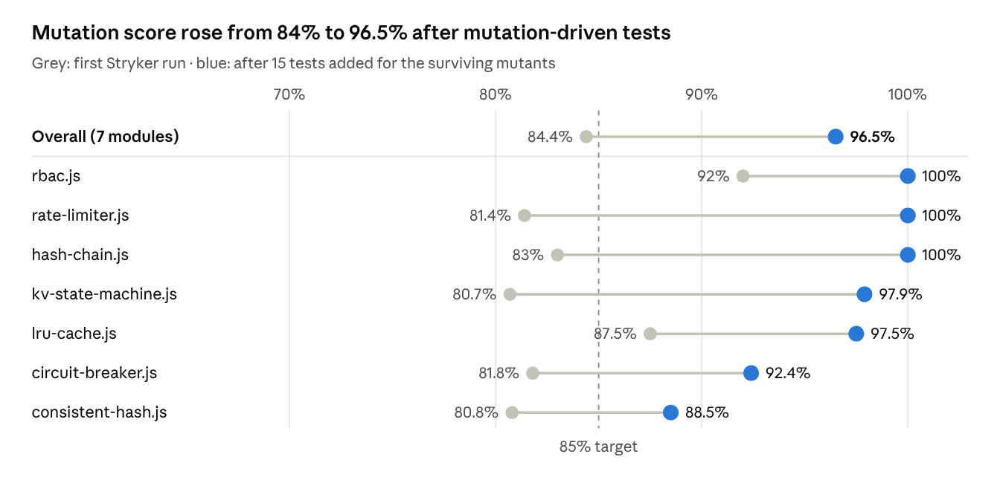 Mutation score rose from 84% to 96.5% after mutation-driven tests
Grey: first Stryker run · blue: after 15 tests added for the surviving mutants
70% 80% 90% 100%
Overall (7 modules) 84.4% 96.5%
rbac.js 92% 100%
rate-limiter.js 81.4% 100%
hash-chain.js 83% 100%
kv-state-machine.js 80.7% 97.9%
lru-cache.js 87.5% 97.5%
circuit-breaker.js 81.8% 92.4%
consistent-hash.js 80.8% 88.5%
85% target